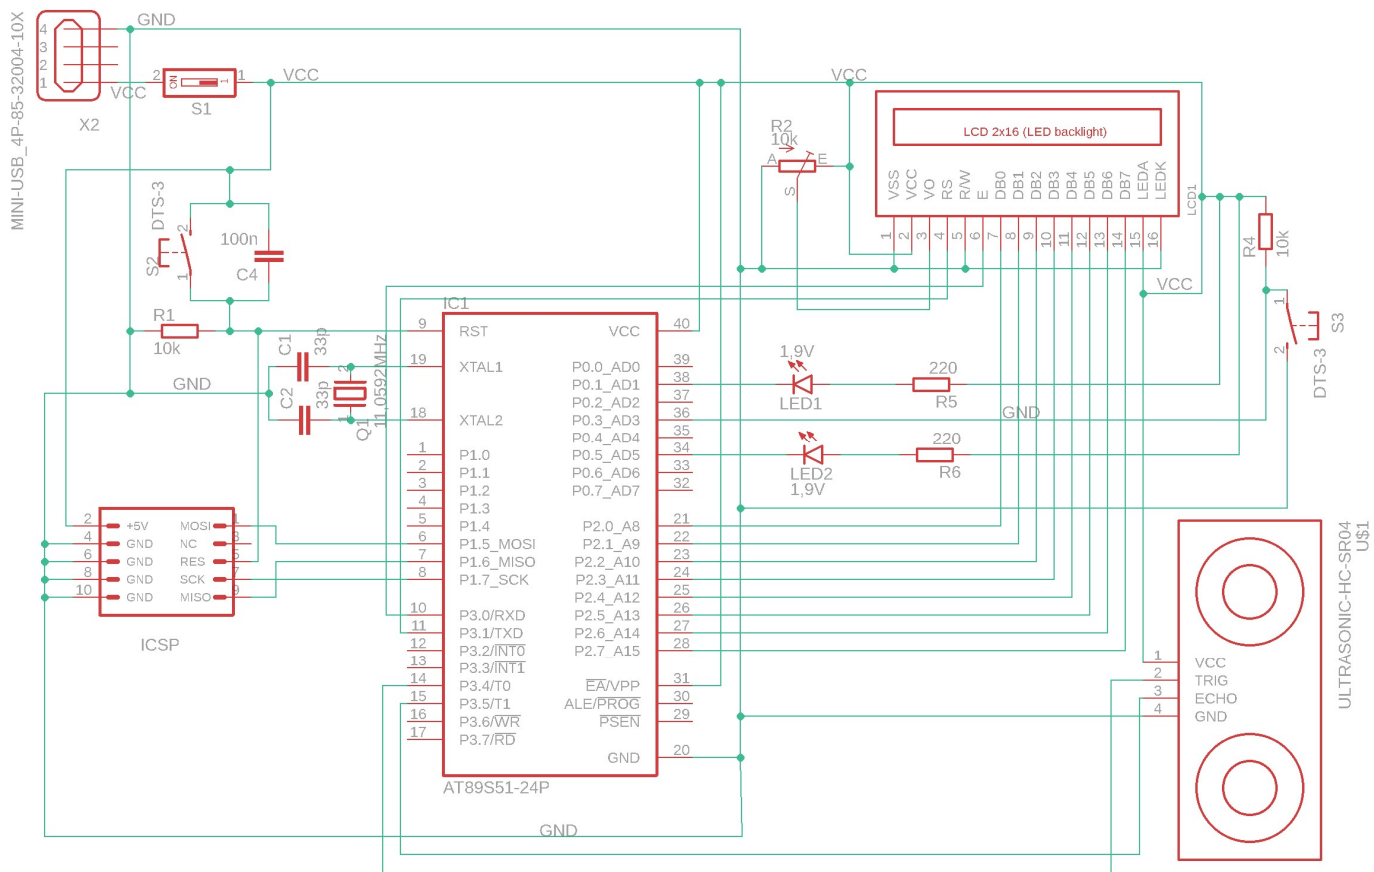 MINI-USB_4P-85-32004-10X
4
3
2
1
X2
GND
VCC
2
ON
1
1
S1
VCC
VCC
R2
10k
A
E
S
LCD 2x16 (LED backlight)
VSS
VCC
VO
RS
R/W
E
DB0
DB1
DB2
DB3
DB4
DB5
DB6
DB7
LEDA
LEDK
LCD1
1
2
3
4
5
6
7
8
9
10
11
12
13
14
15
16
VCC
R4
10k
1
2
S3
DTS-3
DTS-3
S2
2
1
100n
C4
R1
10k
C1
33p
C2
33p
2
1
Q1
11,0592MHz
GND
IC1
9 RST
19 XTAL1
18 XTAL2
1 P1.0
2 P1.1
3 P1.2
4 P1.3
5 P1.4
6 P1.5_MOSI
7 P1.6_MISO
8 P1.7_SCK
10 P3.0/RXD
11 P3.1/TXD
12 P3.2/INT0
13 P3.3/INT1
14 P3.4/T0
15 P3.5/T1
16 P3.6/WR
17 P3.7/RD
VCC 40
P0.0_AD0 39
P0.1_AD1 38
P0.2_AD2 37
P0.3_AD3 36
P0.4_AD4 35
P0.5_AD5 34
P0.6_AD6 33
P0.7_AD7 32
P2.0_A8 21
P2.1_A9 22
P2.2_A10 23
P2.3_A11 24
P2.4_A12 25
P2.5_A13 26
P2.6_A14 27
P2.7_A15 28
EA/VPP 31
ALE/PROG 30
PSEN 29
GND 20
AT89S51-24P
1,9V
LED1
220
R5
GND
LED2
1,9V
220
R6
2 +5V MOSI 1
4 GND NC 3
6 GND RES 5
8 GND SCK 7
10 GND MISO 9
ICSP
GND
1 VCC
2 TRIG
3 ECHO
4 GND
ULTRASONIC-HC-SR04
U$1